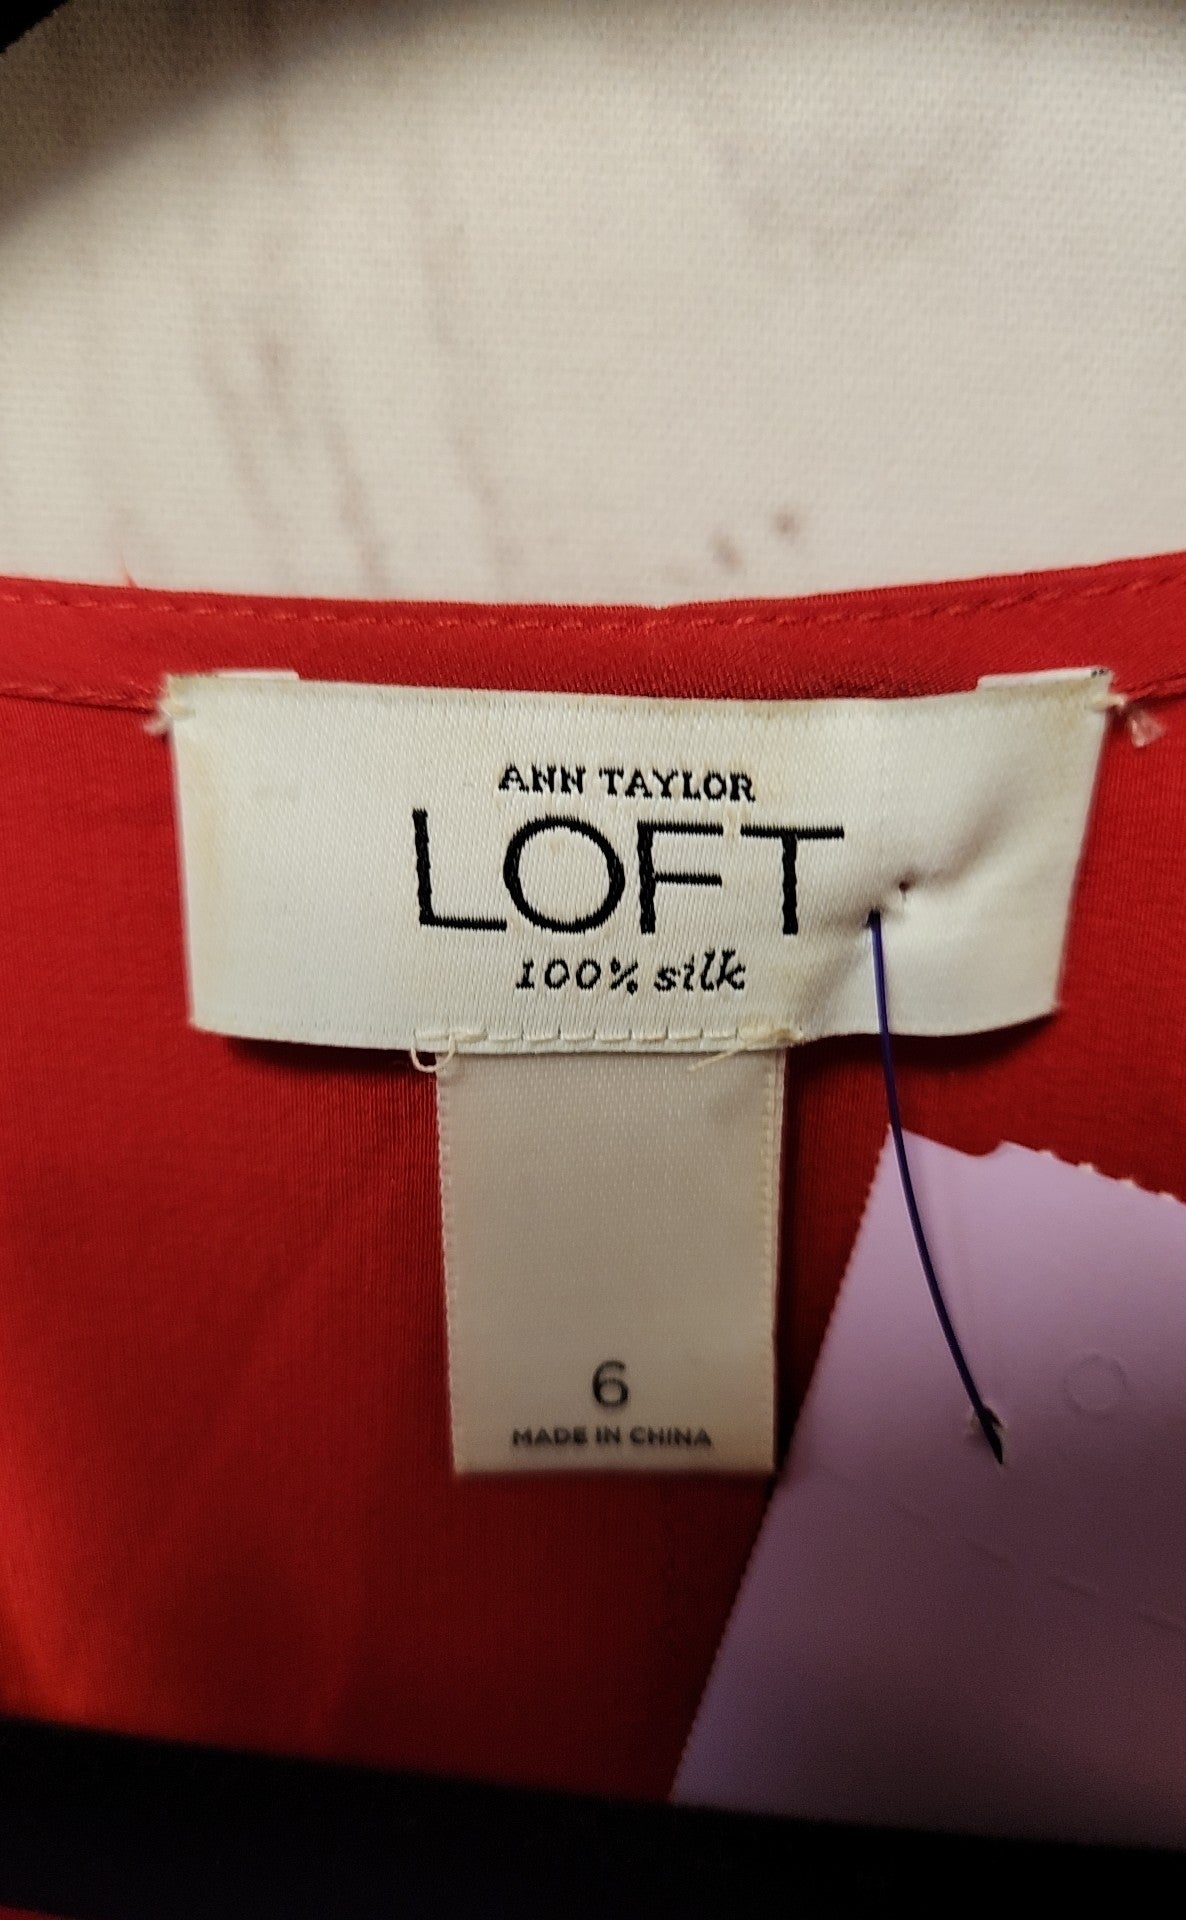 ANN TAYLOR
LOFT
100% silk
6
MADE IN CHINA